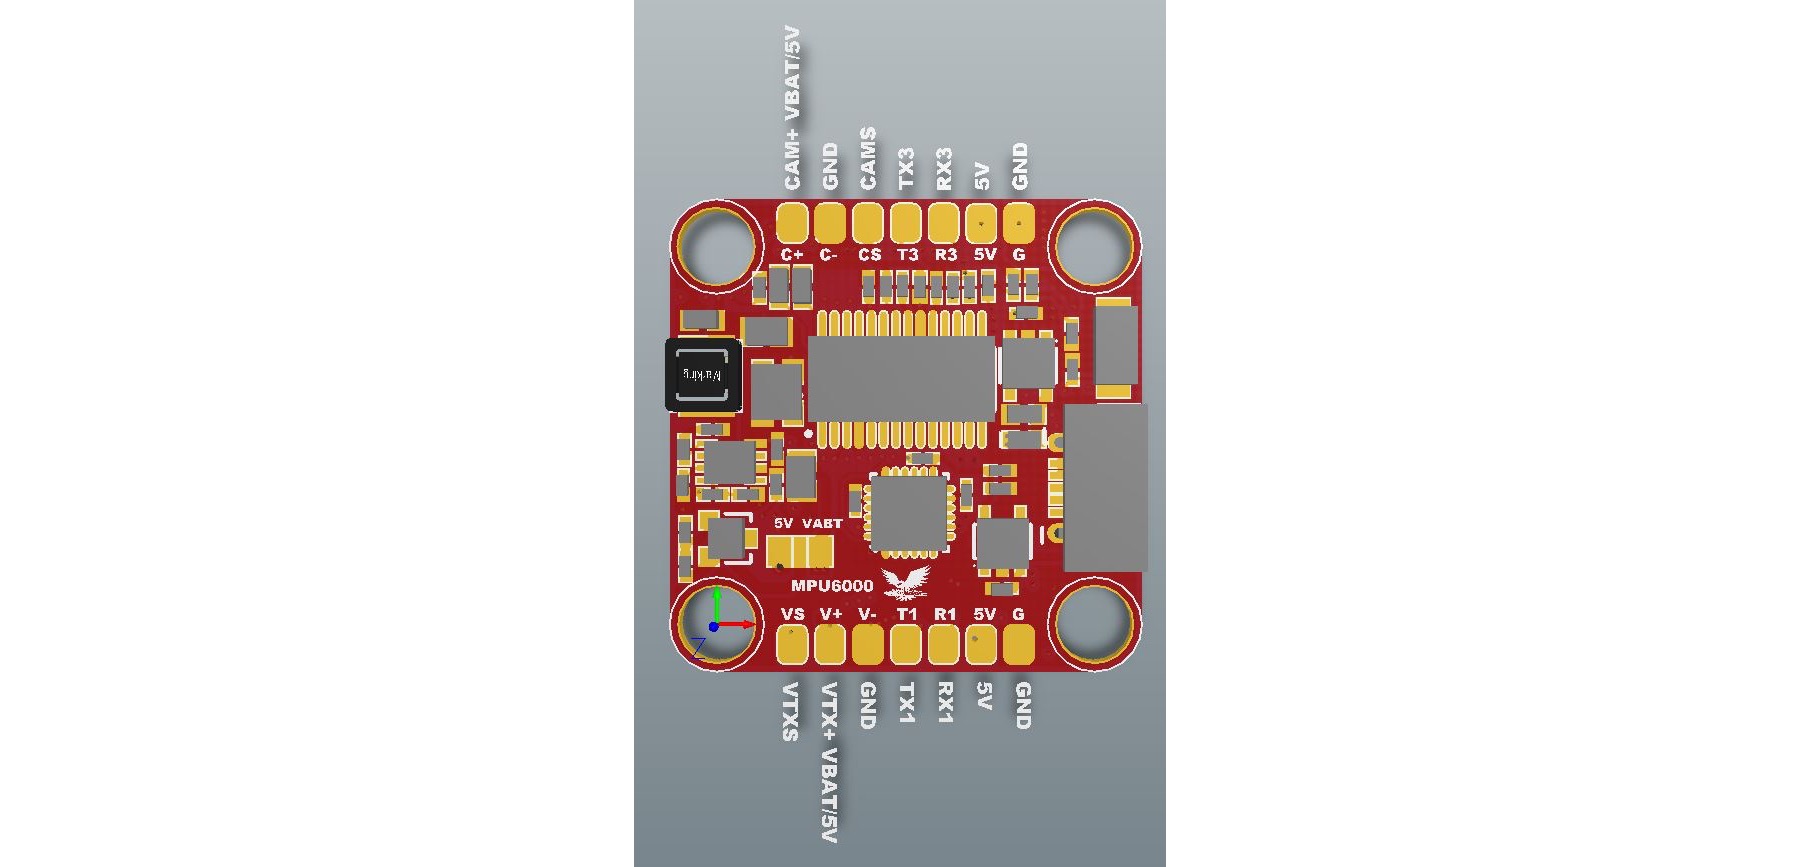 CAM+ VBAT/5V
GND
CAMS
TX3
RX3
5V
GND
C+ C- CS T3 R3 5V G
Marking
5V VABT
MPU6000
VS V+ V- T1 R1 5V G
Z
VTXS
VTX+ VBAT/5V
GND
TX1
RX1
5V
GND